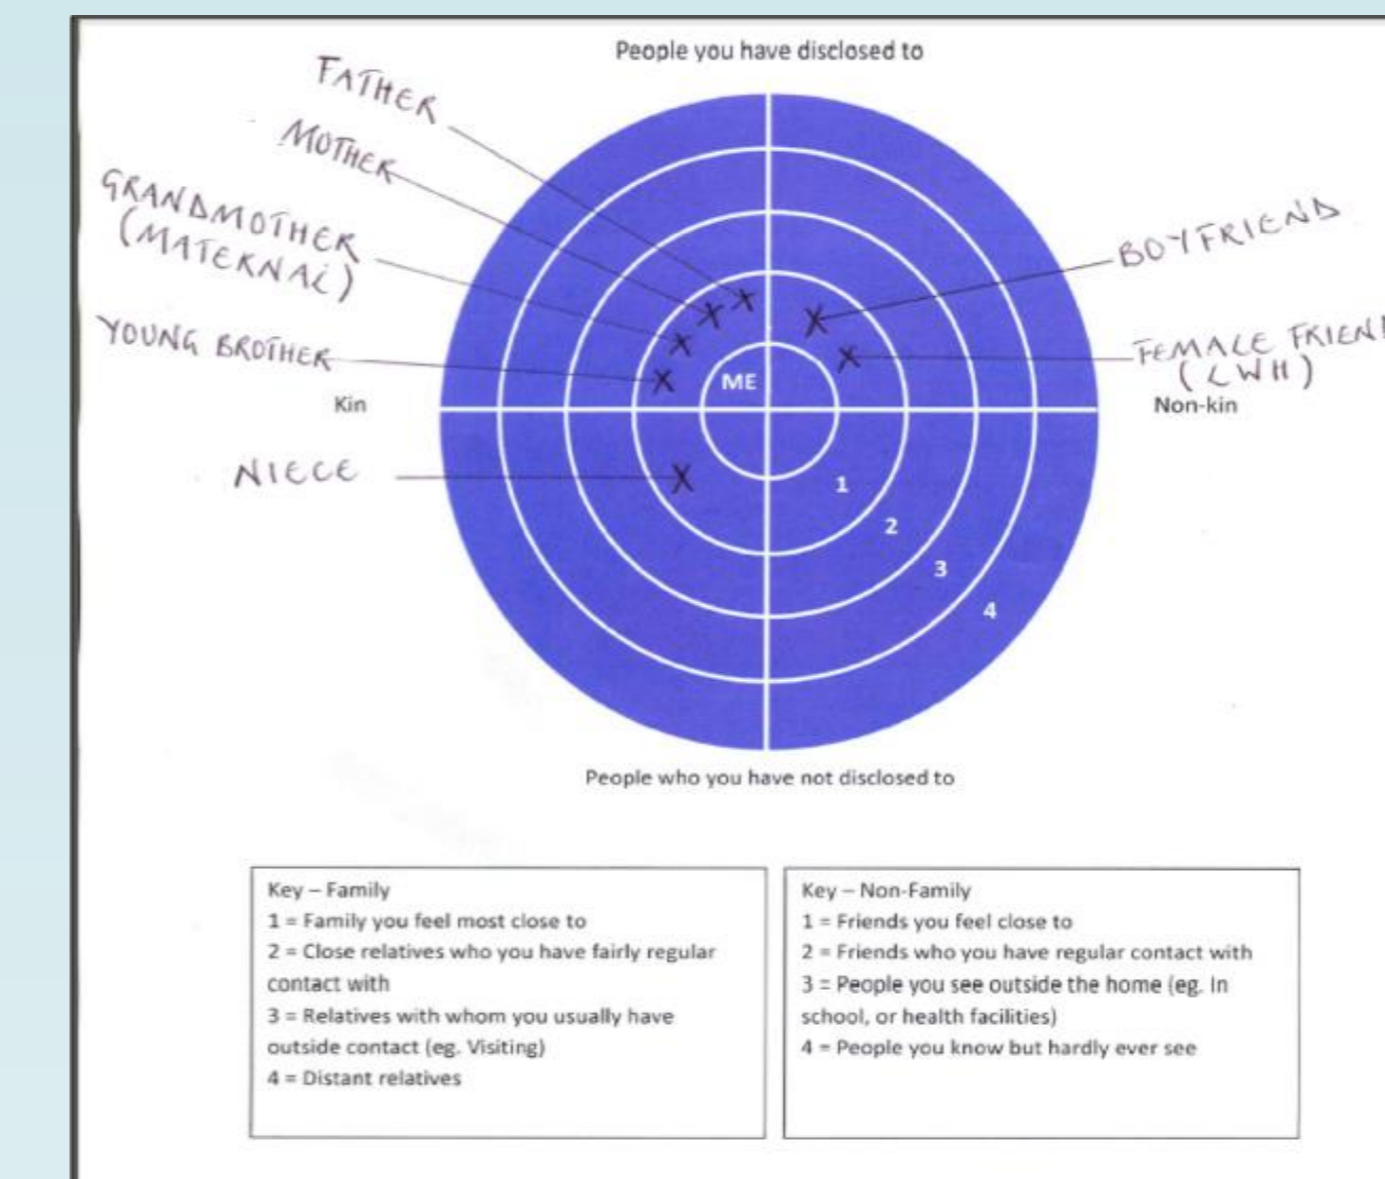 People you have disclosed to
FATHER
MOTHER
GRANDMOTHER
(MATERNAL)
YOUNG BROTHER
BOYFRIEND
FEMALE FRIEND
(LWH)
ME
Kin
Non-kin
NIECE
1
2
3
4
People who you have not disclosed to
Key – Family
1 = Family you feel most close to
2 = Close relatives who you have fairly regular
contact with
3 = Relatives with whom you usually have
outside contact (eg. Visiting)
4 = Distant relatives
Key – Non-Family
1 = Friends you feel close to
2 = Friends who you have regular contact with
3 = People you see outside the home (eg. In
school, or health facilities)
4 = People you know but hardly ever see